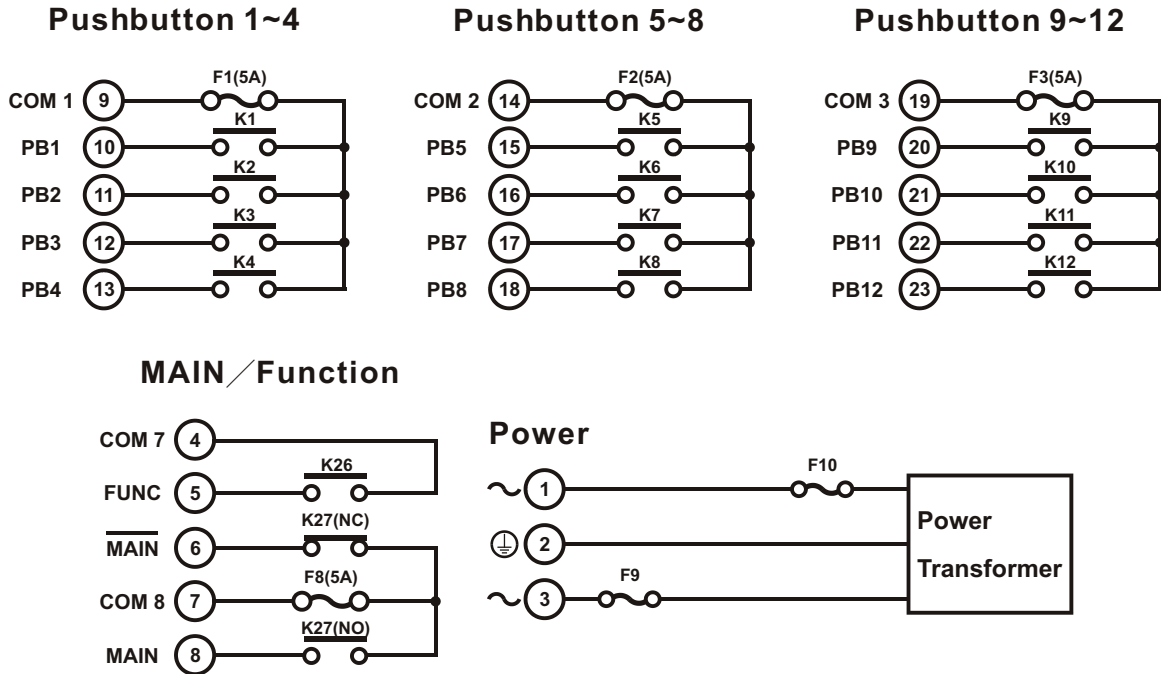 Pushbutton 1~4
COM 1 9 F1(5A)
PB1 10 K1
PB2 11 K2
PB3 12 K3
PB4 13 K4
Pushbutton 5~8
COM 2 14 F2(5A)
PB5 15 K5
PB6 16 K6
PB7 17 K7
PB8 18 K8
Pushbutton 9~12
COM 3 19 F3(5A)
PB9 20 K9
PB10 21 K10
PB11 22 K11
PB12 23 K12
MAIN／Function
COM 7 4
FUNC 5 K26
MAIN 6 K27(NC)
COM 8 7 F8(5A)
MAIN 8 K27(NO)
Power
1 F10
2
3 F9
Power
Transformer